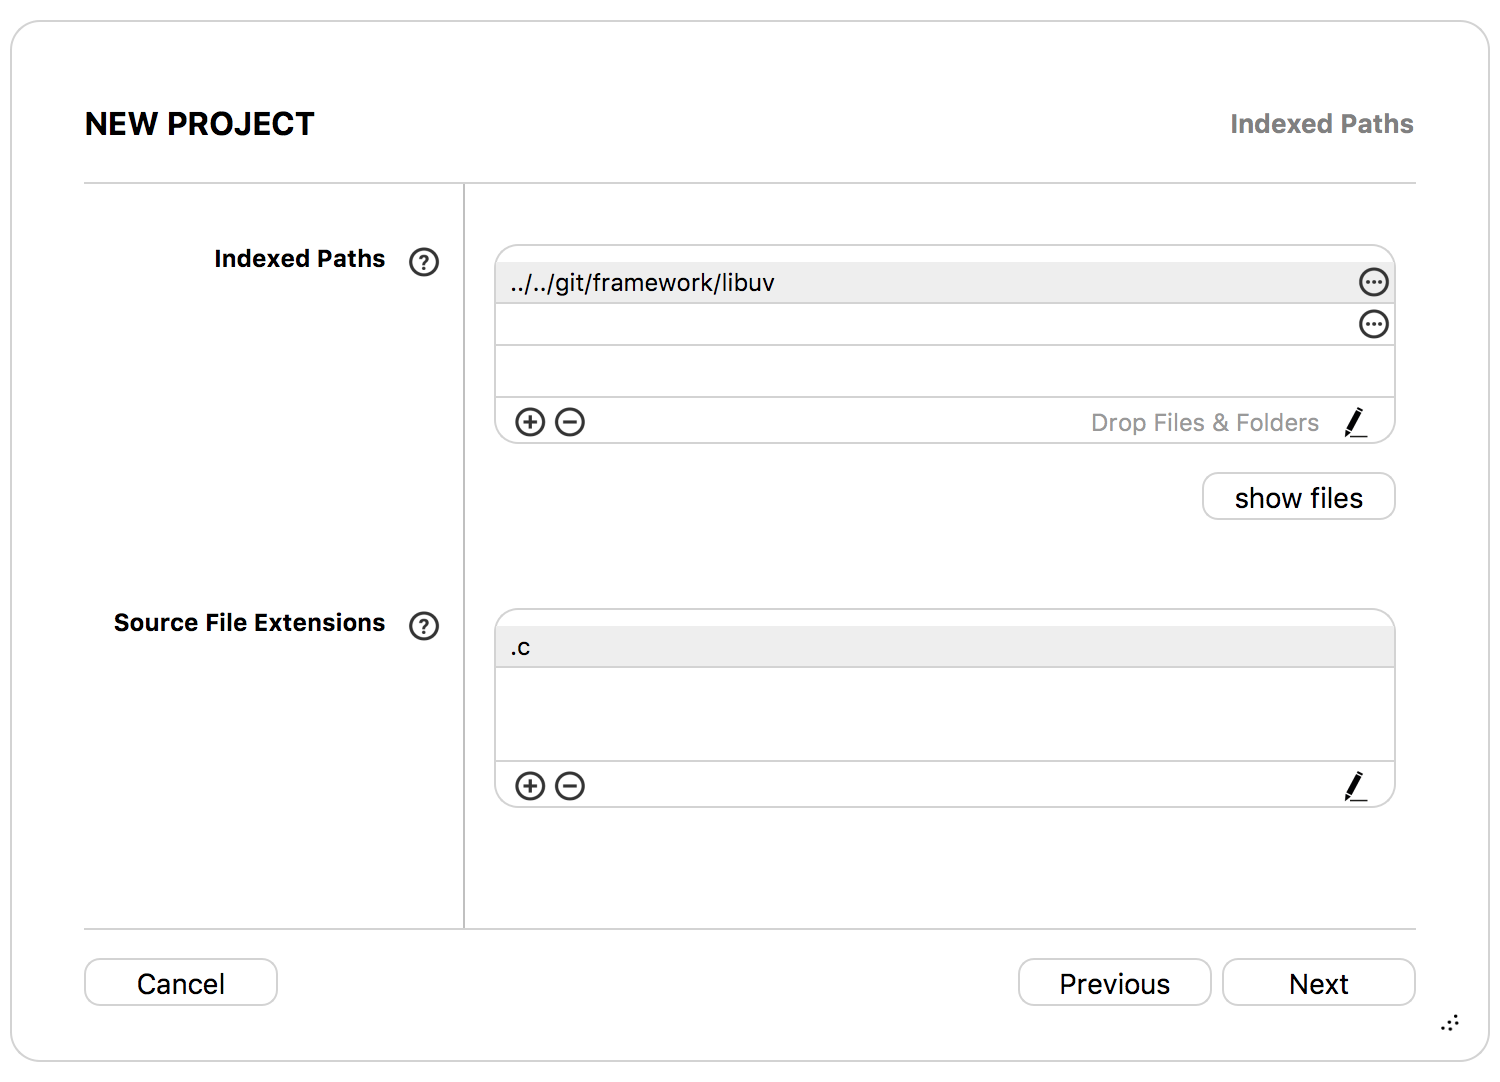 NEW PROJECT
Indexed Paths
Indexed Paths ?
../../git/framework/libuv
Drop Files & Folders
show files
Source File Extensions ?
.c
Cancel
Previous
Next